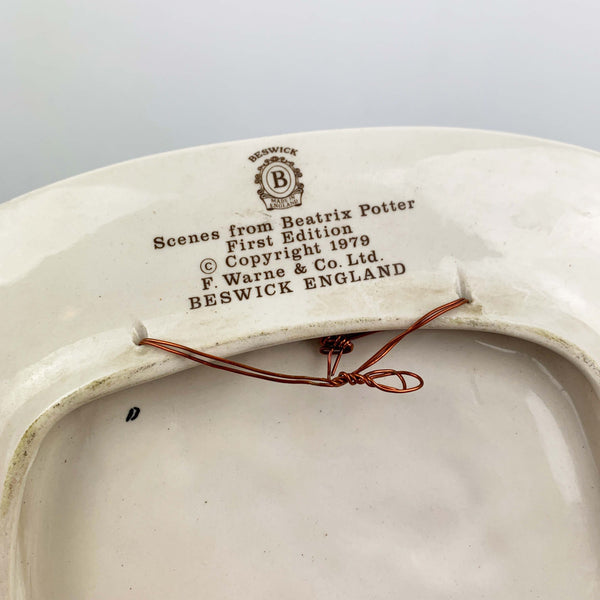 BESWICK
B
MADE IN
ENGLAND
Scenes from Beatrix Potter
First Edition
© Copyright 1979
F. Warne & Co. Ltd.
BESWICK ENGLAND